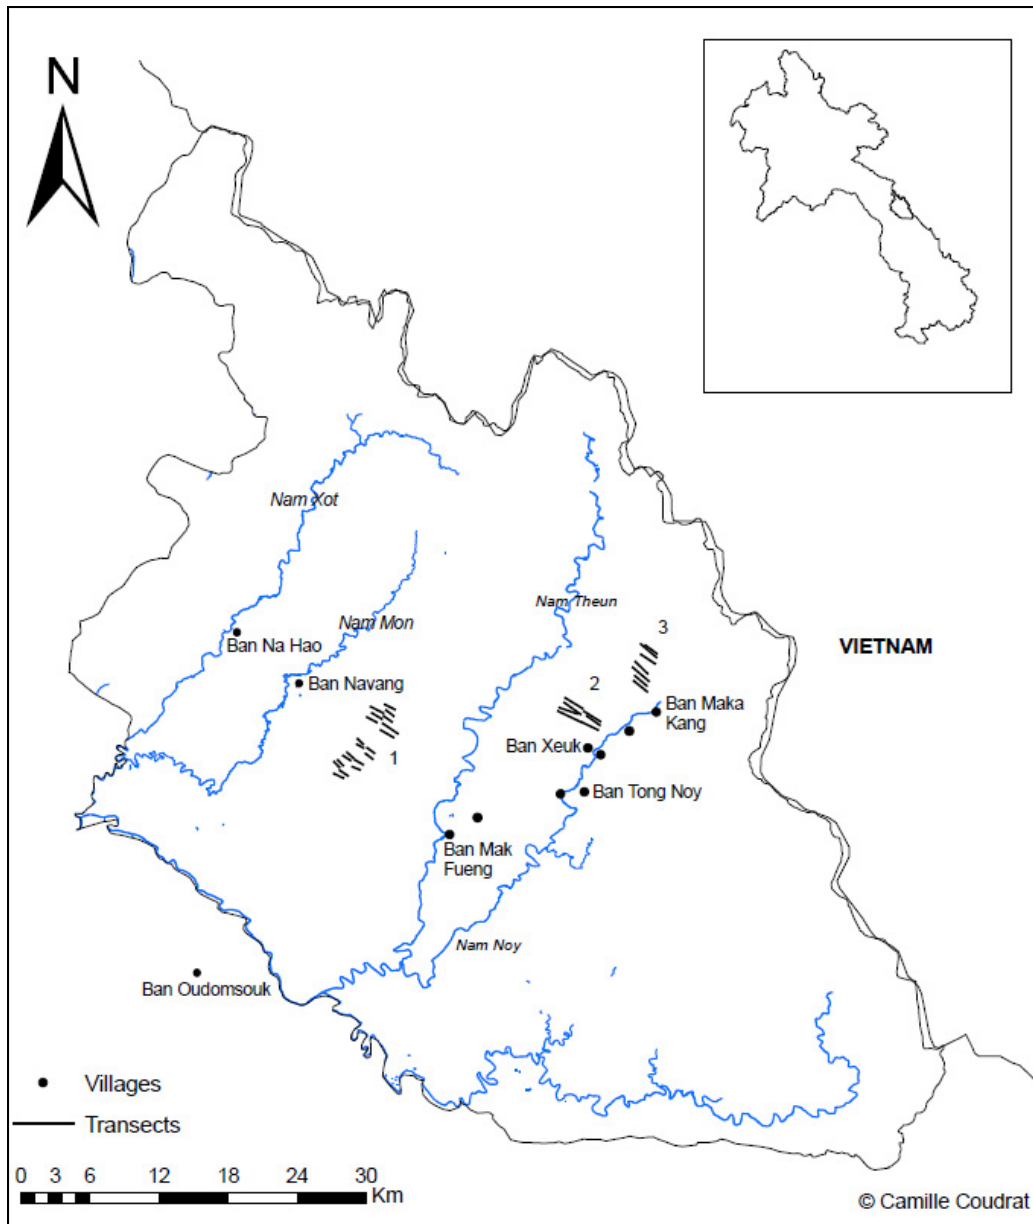 N
Nam Xot
Nam Theun
Nam Mon
3
Ban Na Hao
VIETNAM
Ban Navang
2
Ban Maka
Kang
1
Ban Xeuk
Ban Tong Noy
Ban Mak
Fueng
Nam Noy
Ban Oudomsouk
Villages
Transects
0 3 6 12 18 24 30
Km
© Camille Coudrat